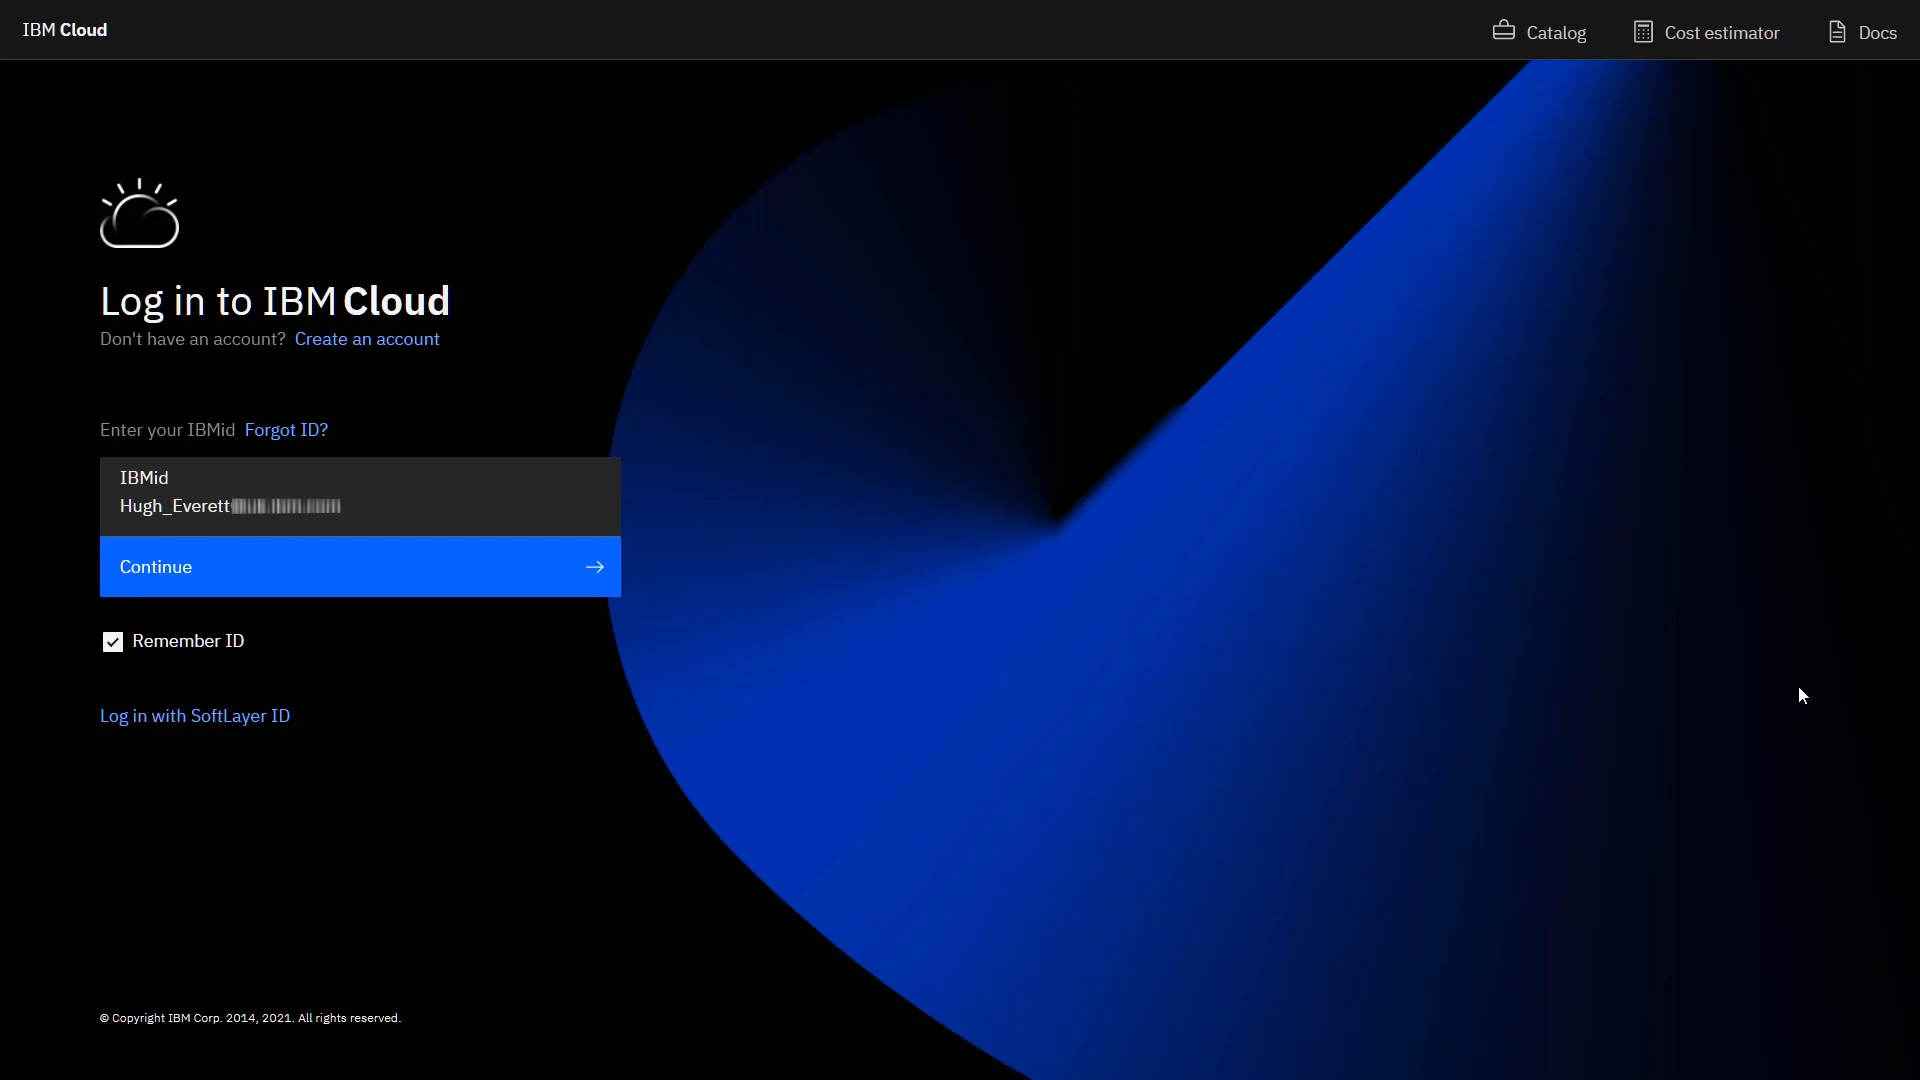 IBM Cloud
Catalog
Cost estimator
Docs
Log in to IBM Cloud
Don't have an account? Create an account
Enter your IBMid Forgot ID?
IBMid
Hugh_Everett
Continue
Remember ID
Log in with SoftLayer ID
© Copyright IBM Corp. 2014, 2021. All rights reserved.